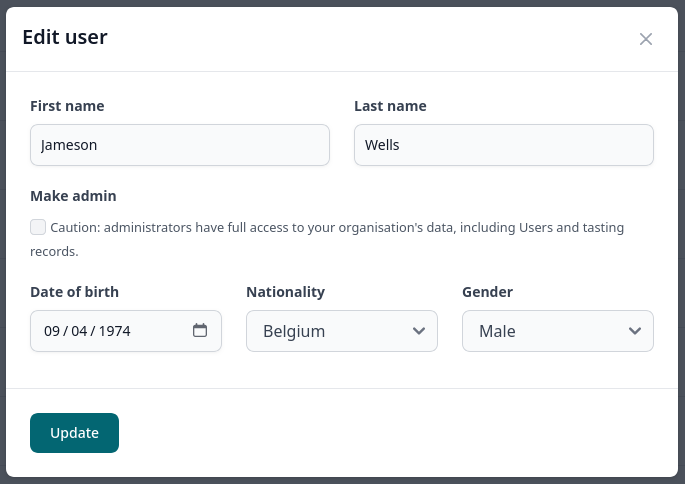 Edit user
First name
Last name
Jameson
Wells
Make admin
Caution: administrators have full access to your organisation's data, including Users and tasting
records.
Date of birth
Nationality
Gender
09 / 04 / 1974
Belgium
Male
Update